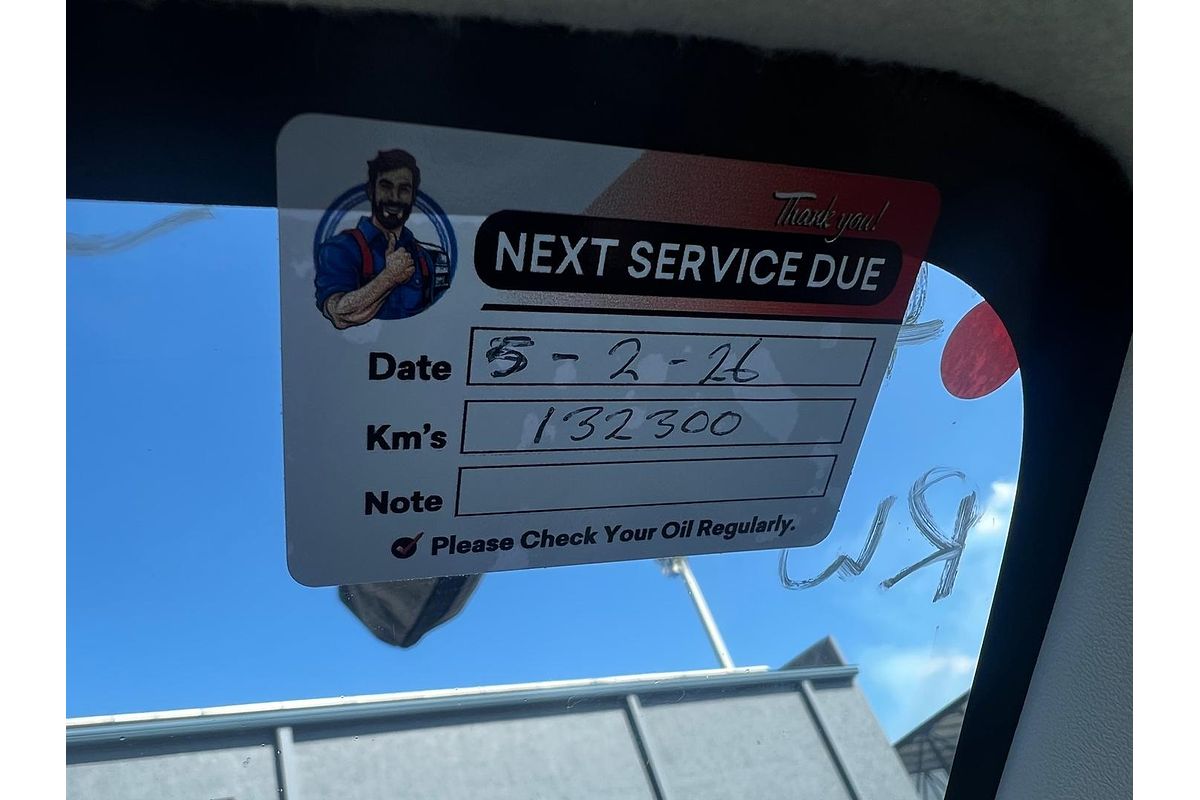 Thank you!
NEXT SERVICE DUE
Date 5 - 2 - 26
Km's 132300
Note
Please Check Your Oil Regularly.